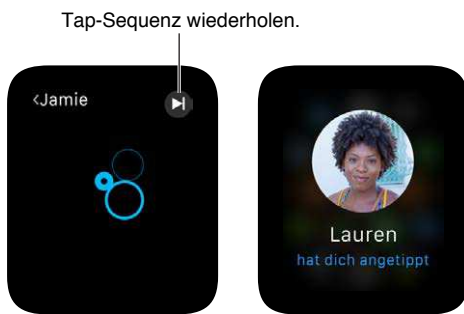 Tap-Sequenz wiederholen.
<Jamie
Lauren
hat dich angetippt